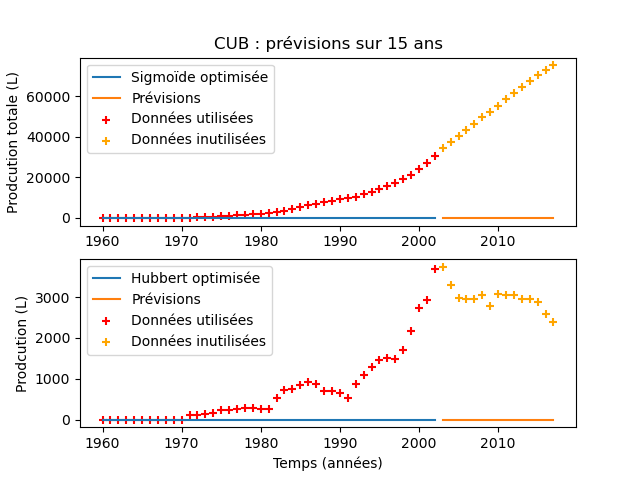 CUB : prévisions sur 15 ans
Prodcution totale (L)
60000
40000
20000
0
Sigmoïde optimisée
Prévisions
Données utilisées
Données inutilisées
1960 1970 1980 1990 2000 2010
Prodcution (L)
3000
2000
1000
0
Hubbert optimisée
Prévisions
Données utilisées
Données inutilisées
1960 1970 1980 1990 2000 2010
Temps (années)